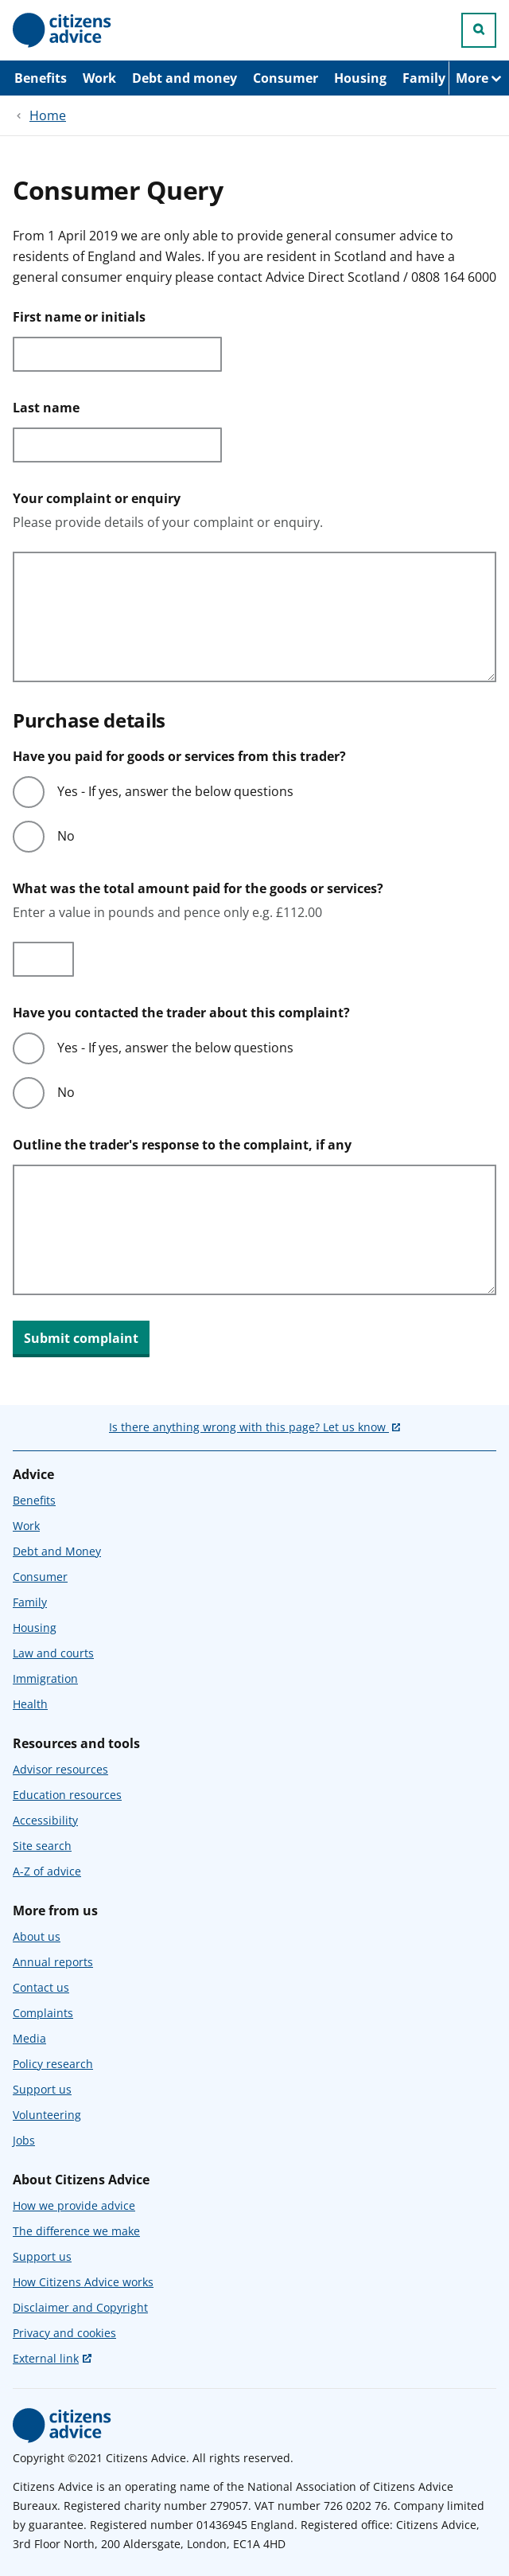 citizens
advice
Benefits Work Debt and money Consumer Housing Family More
Home
Consumer Query
From 1 April 2019 we are only able to provide general consumer advice to
residents of England and Wales. If you are resident in Scotland and have a
general consumer enquiry please contact Advice Direct Scotland / 0808 164 6000
First name or initials
Last name
Your complaint or enquiry
Please provide details of your complaint or enquiry.
Purchase details
Have you paid for goods or services from this trader?
Yes - If yes, answer the below questions
No
What was the total amount paid for the goods or services?
Enter a value in pounds and pence only e.g. £112.00
Have you contacted the trader about this complaint?
Yes - If yes, answer the below questions
No
Outline the trader's response to the complaint, if any
Submit complaint
Is there anything wrong with this page? Let us know
Advice
Benefits
Work
Debt and Money
Consumer
Family
Housing
Law and courts
Immigration
Health
Resources and tools
Advisor resources
Education resources
Accessibility
Site search
A-Z of advice
More from us
About us
Annual reports
Contact us
Complaints
Media
Policy research
Support us
Volunteering
Jobs
About Citizens Advice
How we provide advice
The difference we make
Support us
How Citizens Advice works
Disclaimer and Copyright
Privacy and cookies
External link
citizens
advice
Copyright ©2021 Citizens Advice. All rights reserved.
Citizens Advice is an operating name of the National Association of Citizens Advice
Bureaux. Registered charity number 279057. VAT number 726 0202 76. Company limited
by guarantee. Registered number 01436945 England. Registered office: Citizens Advice,
3rd Floor North, 200 Aldersgate, London, EC1A 4HD